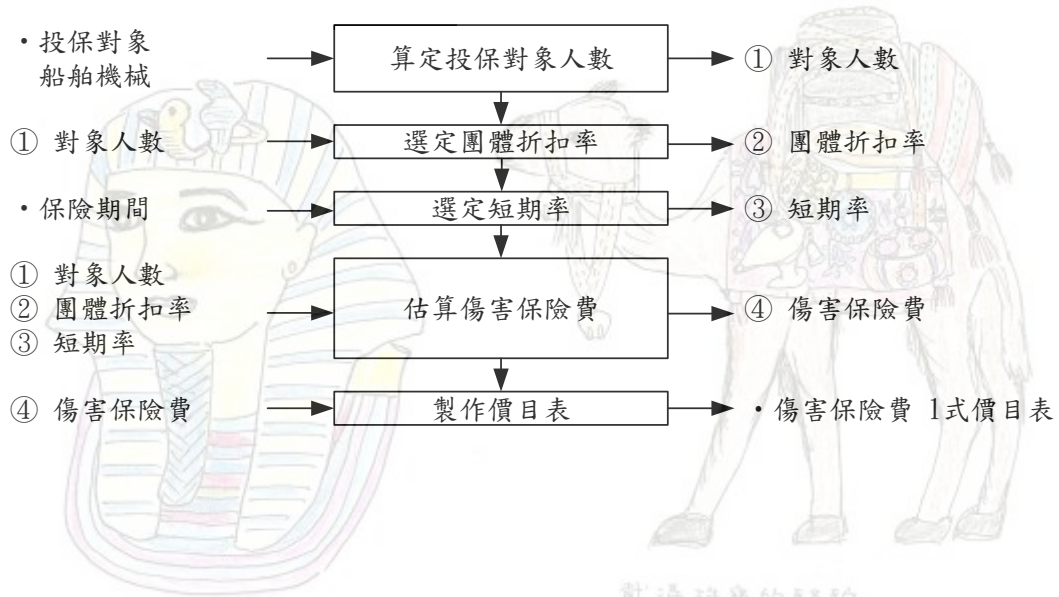 ・投保對象
船舶機械
算定投保對象人數
① 對象人數
① 對象人數
選定團體折扣率
② 團體折扣率
・保險期間
選定短期率
③ 短期率
① 對象人數
② 團體折扣率
③ 短期率
估算傷害保險費
④ 傷害保險費
④ 傷害保險費
製作價目表
・傷害保險費 1式價目表